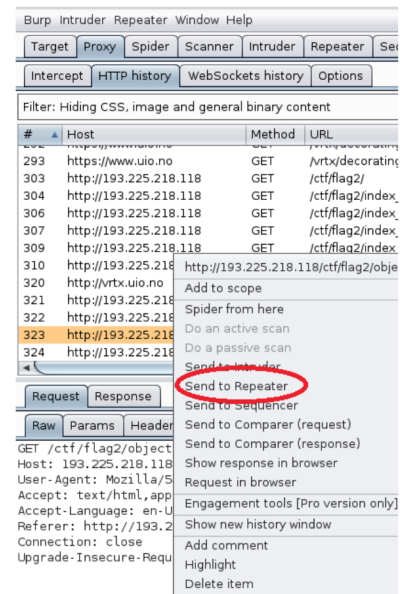 Burp Intruder Repeater Window Help
Target Proxy Spider Scanner Intruder Repeater
Intercept HTTP history WebSockets history Options
Filter: Hiding CSS, image and general binary content
# Host Method URL
293 https://www.uio.no GET /vrtx/decorating
303 http://193.225.218.118 GET /ctf/flag2/
304 http://193.225.218.118 GET /ctf/flag2/index_
306 http://193.225.218.118 GET /ctf/flag2/index_
307 http://193.225.218.118 GET /ctf/flag2/index_
309 http://193.225.218.118 GET /ctf/flag2/index
310 http://193.225.218
320 http://vrtx.uio.no
321 http://193.225.218
322 http://193.225.218
323 http://193.225.218
324 http://193.225.218
http://193.225.218.118/ctf/flag2/obje
Add to scope
Spider from here
Do an active scan
Do a passive scan
Send to Intruder
Send to Repeater
Send to Sequencer
Send to Comparer (request)
Send to Comparer (response)
Show response in browser
Request in browser
Engagement tools [Pro version only]
Show new history window
Add comment
Highlight
Delete item
Request Response
Raw Params Header
GET /ctf/flag2/object
Host: 193.225.218.118
User-Agent: Mozilla/5
Accept: text/html,app
Accept-Language: en-U
Referer: http://193.2
Connection: close
Upgrade-Insecure-Requ